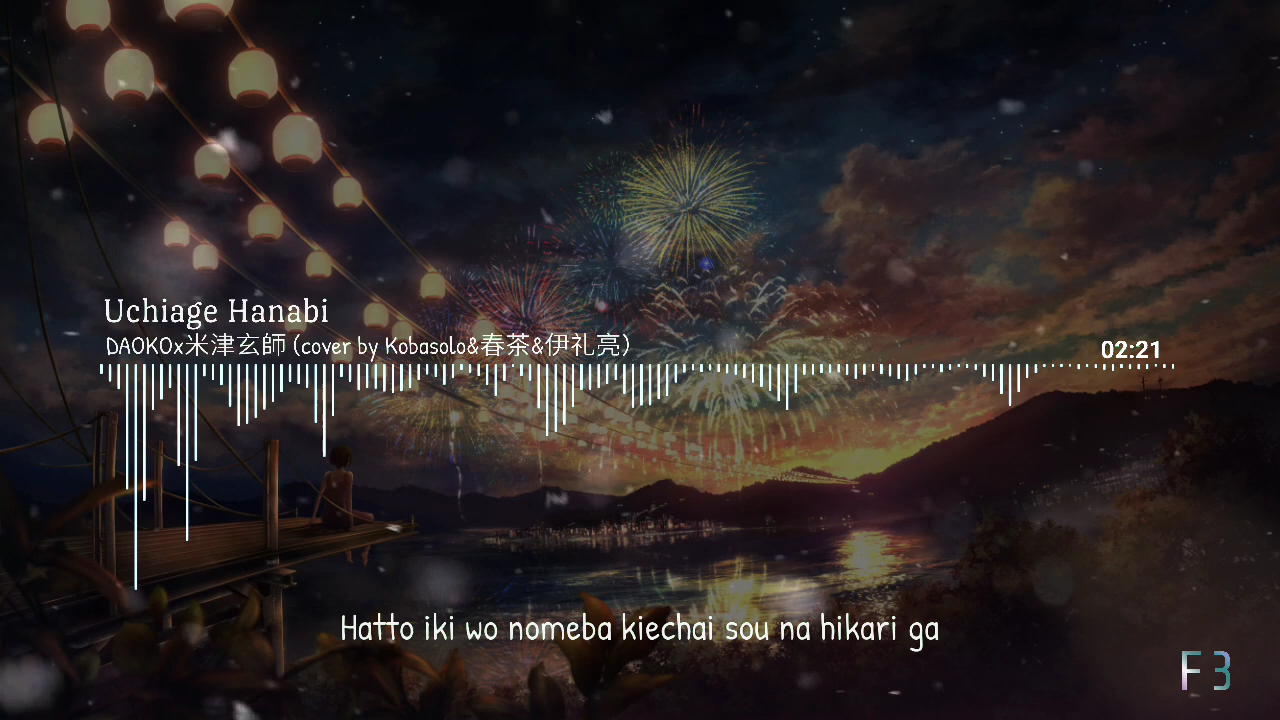 Uchiage Hanabi
DAOKOx米津玄師 (cover by Kobasolo&春茶&伊礼亮)
02:21
Hatto iki wo nomeba kiechai sou na hikari ga
F3